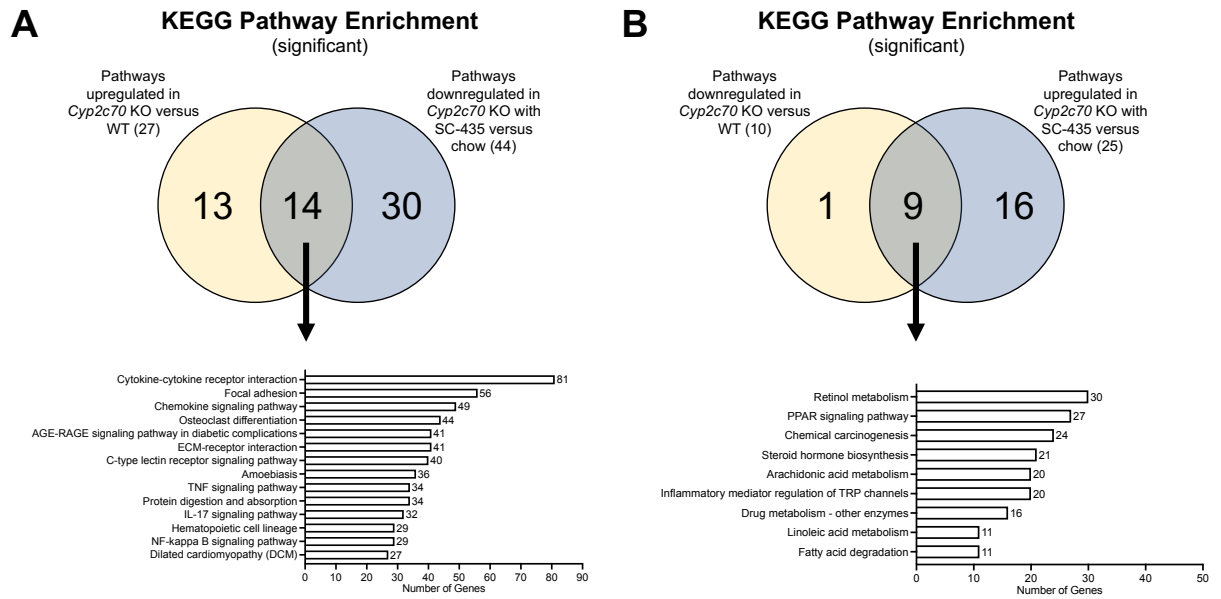 A
KEGG Pathway Enrichment
(significant)
Pathways
upregulated in
Cyp2c70 KO versus
WT (27)
Pathways
downregulated in
Cyp2c70 KO with
SC-435 versus
chow (44)
13
14
30
Cytokine-cytokine receptor interaction 81
Focal adhesion 56
Chemokine signaling pathway 49
Osteoclast differentiation 44
AGE-RAGE signaling pathway in diabetic complications 41
ECM-receptor interaction 41
C-type lectin receptor signaling pathway 40
Amoebiasis 36
TNF signaling pathway 34
Protein digestion and absorption 34
IL-17 signaling pathway 32
Hematopoietic cell lineage 29
NF-kappa B signaling pathway 29
Dilated cardiomyopathy (DCM) 27
0 10 20 30 40 50 60 70 80 90
Number of Genes
B
KEGG Pathway Enrichment
(significant)
Pathways
downregulated in
Cyp2c70 KO versus
WT (10)
Pathways
upregulated in
Cyp2c70 KO with
SC-435 versus
chow (25)
1
9
16
Retinol metabolism 30
PPAR signaling pathway 27
Chemical carcinogenesis 24
Steroid hormone biosynthesis 21
Arachidonic acid metabolism 20
Inflammatory mediator regulation of TRP channels 20
Drug metabolism - other enzymes 16
Linoleic acid metabolism 11
Fatty acid degradation 11
0 10 20 30 40 50
Number of Genes